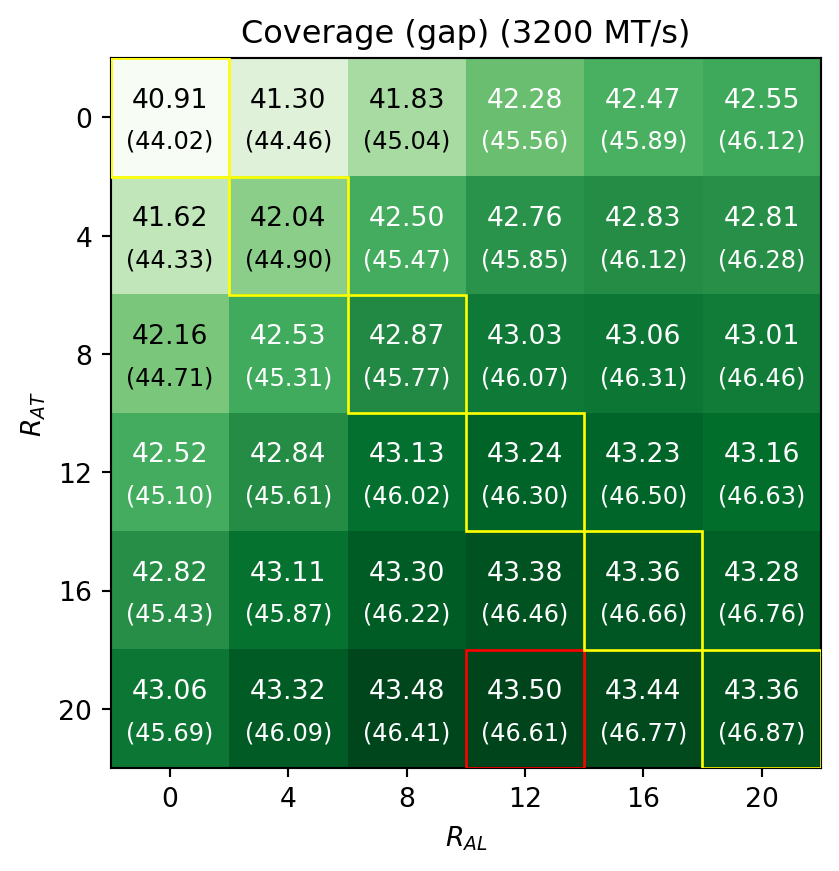 Coverage (gap) (3200 MT/s)
0 40.91 41.30 41.83 42.28 42.47 42.55
(44.02) (44.46) (45.04) (45.56) (45.89) (46.12)
4 41.62 42.04 42.50 42.76 42.83 42.81
(44.33) (44.90) (45.47) (45.85) (46.12) (46.28)
8 42.16 42.53 42.87 43.03 43.06 43.01
(44.71) (45.31) (45.77) (46.07) (46.31) (46.46)
R_AT
12 42.52 42.84 43.13 43.24 43.23 43.16
(45.10) (45.61) (46.02) (46.30) (46.50) (46.63)
16 42.82 43.11 43.30 43.38 43.36 43.28
(45.43) (45.87) (46.22) (46.46) (46.66) (46.76)
20 43.06 43.32 43.48 43.50 43.44 43.36
(45.69) (46.09) (46.41) (46.61) (46.77) (46.87)
0 4 8 12 16 20
R_AL